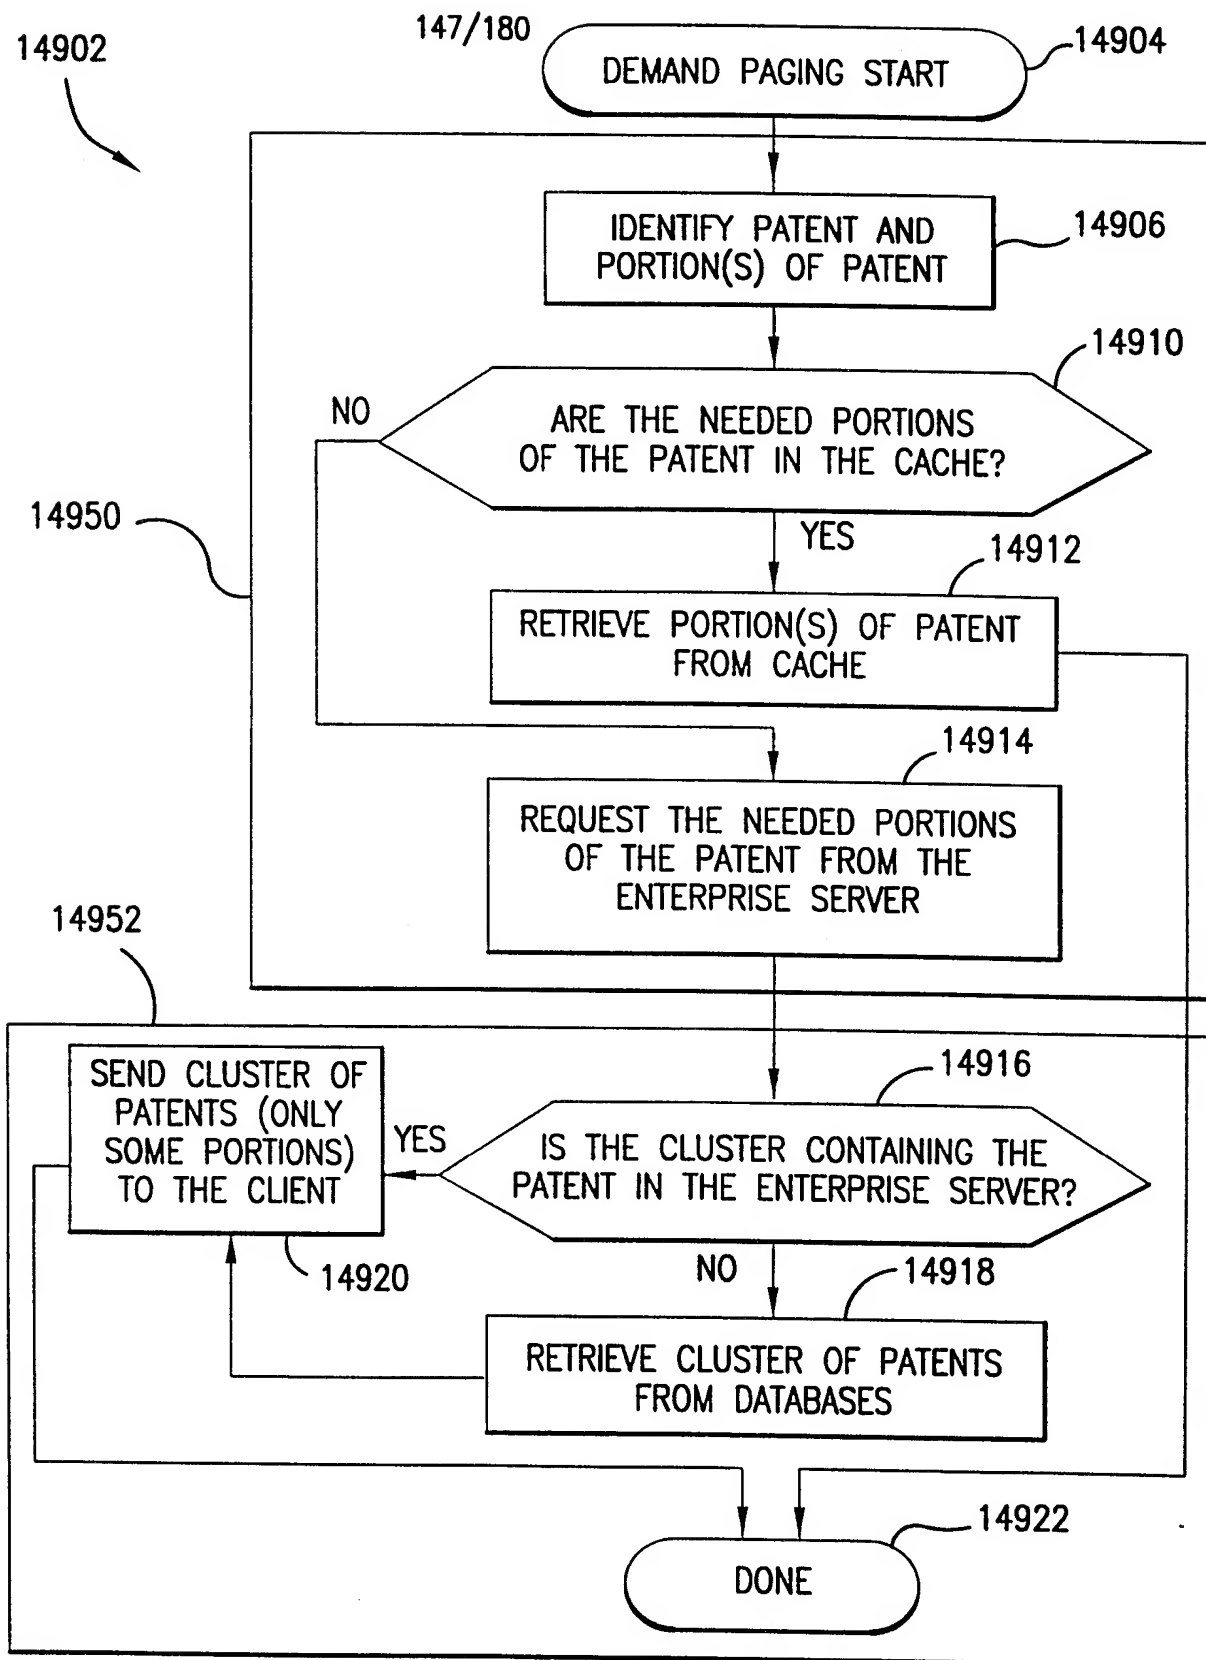 147/180
14902
DEMAND PAGING START
14904
IDENTIFY PATENT AND
PORTION(S) OF PATENT
14906
14910
NO
ARE THE NEEDED PORTIONS
OF THE PATENT IN THE CACHE?
14950
YES
14912
RETRIEVE PORTION(S) OF PATENT
FROM CACHE
14914
REQUEST THE NEEDED PORTIONS
OF THE PATENT FROM THE
ENTERPRISE SERVER
14952
SEND CLUSTER OF
PATENTS (ONLY
SOME PORTIONS)
TO THE CLIENT
YES
14916
IS THE CLUSTER CONTAINING THE
PATENT IN THE ENTERPRISE SERVER?
14920
NO
14918
RETRIEVE CLUSTER OF PATENTS
FROM DATABASES
14922
DONE